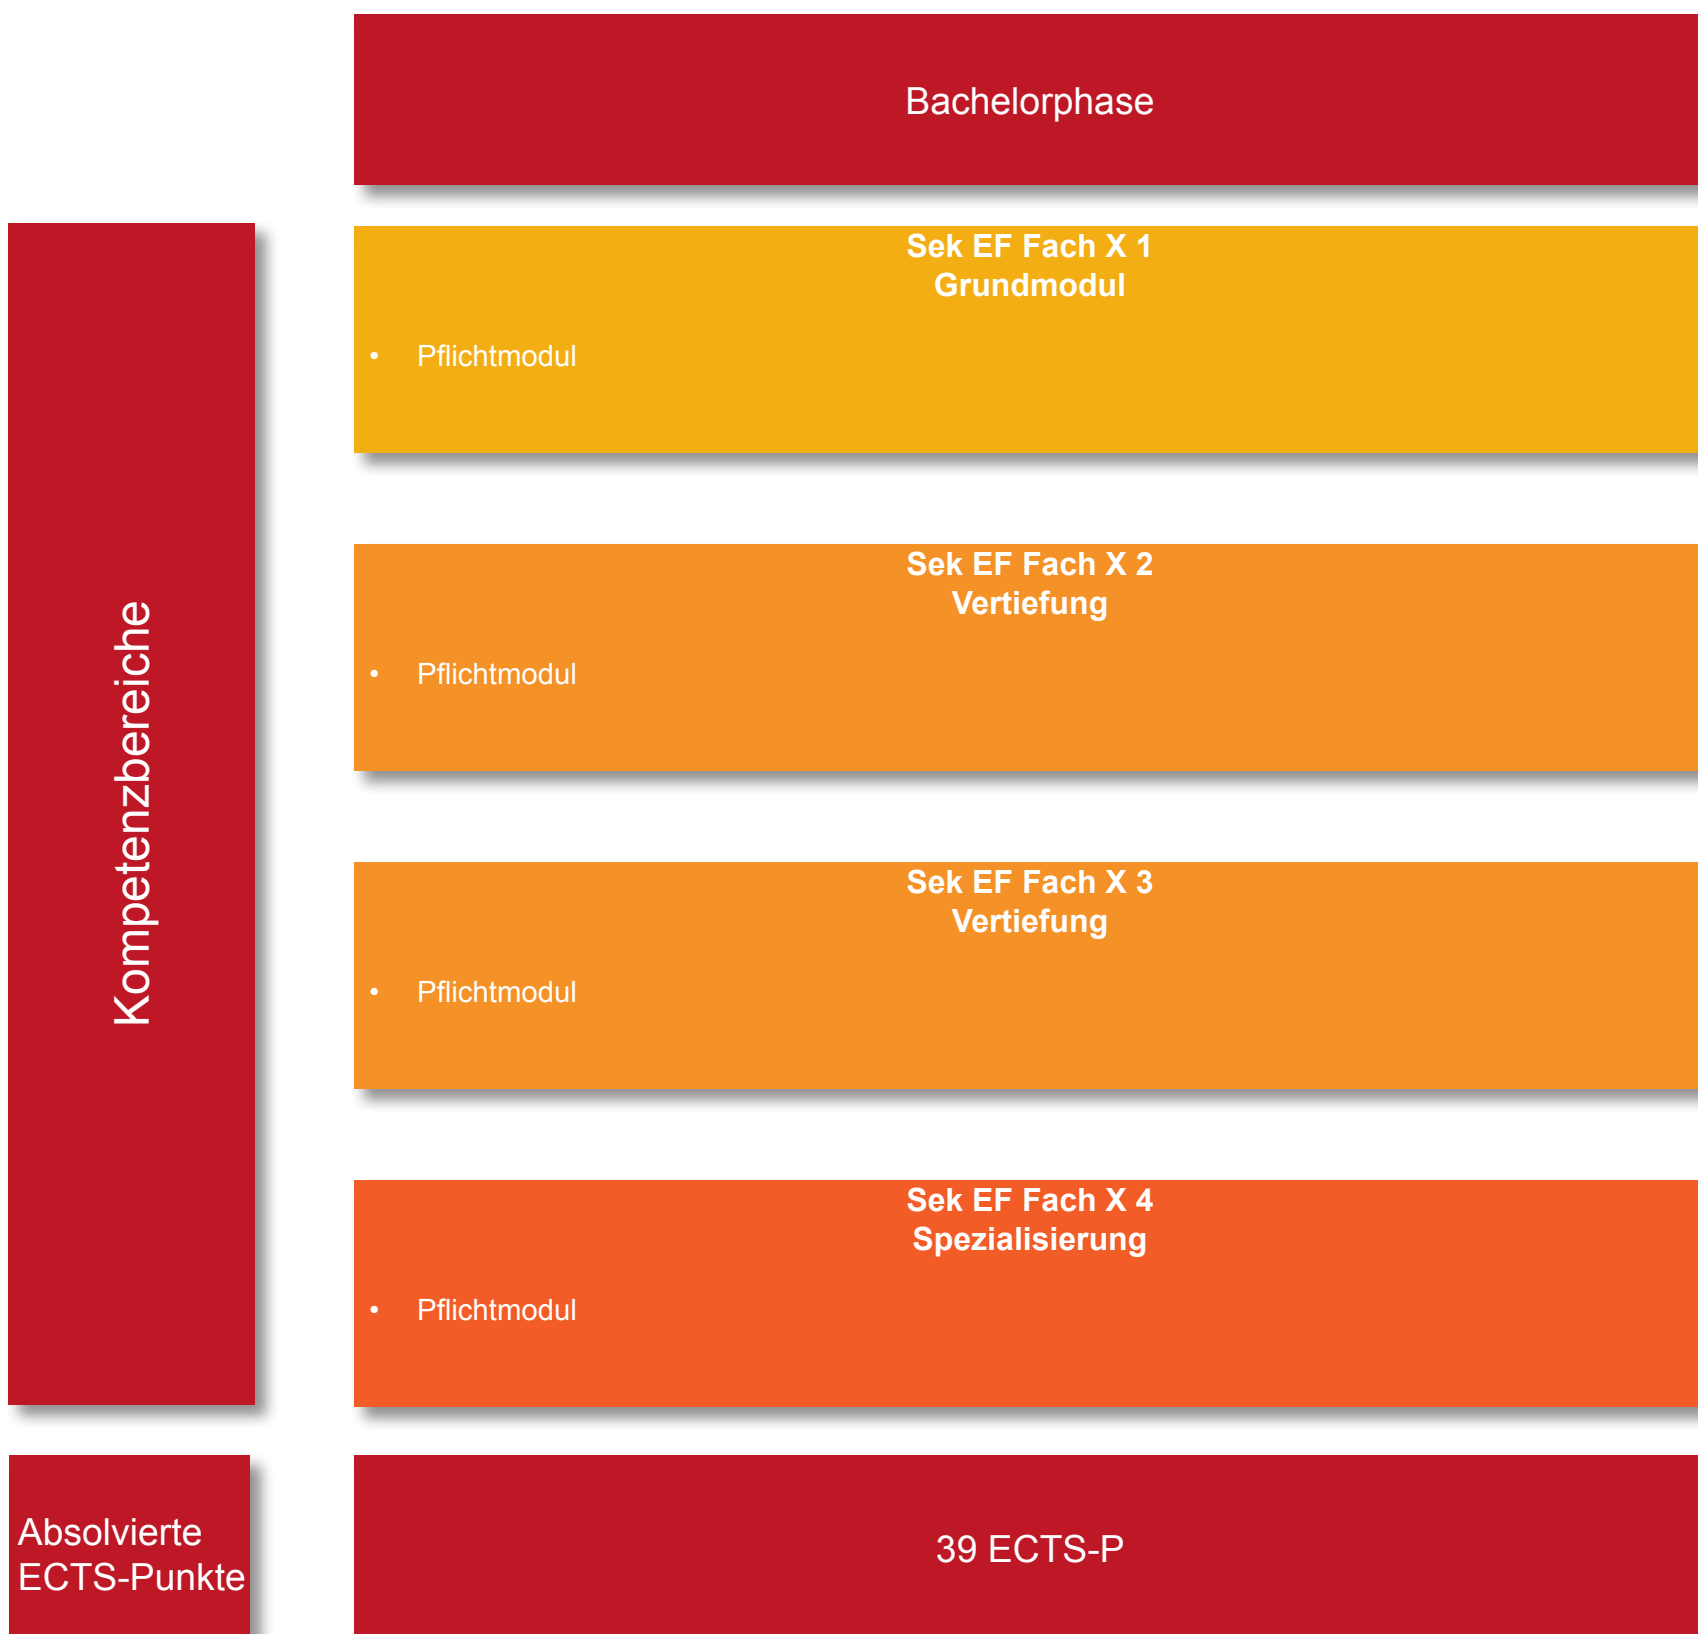 Bachelorphase
Kompetenzbereiche
Sek EF Fach X 1
Grundmodul
• Pflichtmodul
Sek EF Fach X 2
Vertiefung
• Pflichtmodul
Sek EF Fach X 3
Vertiefung
• Pflichtmodul
Sek EF Fach X 4
Spezialisierung
• Pflichtmodul
Absolvierte
ECTS-Punkte
39 ECTS-P